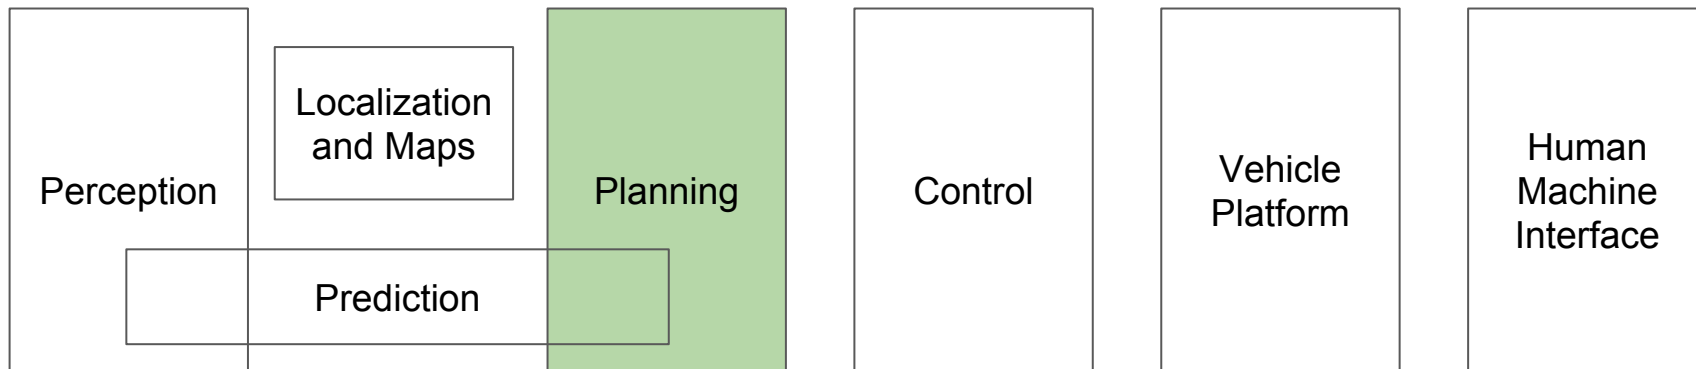 Perception
Localization
and Maps
Prediction
Planning
Control
Vehicle
Platform
Human
Machine
Interface